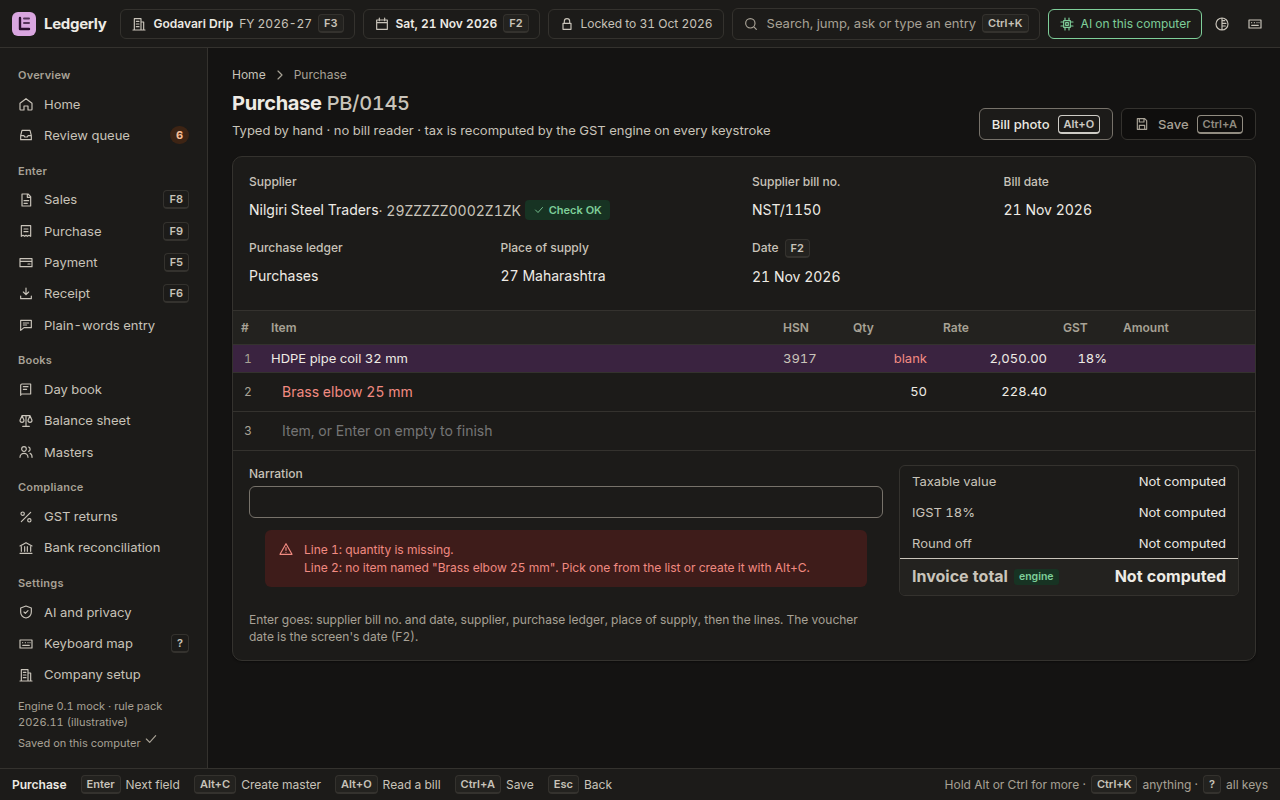 Ledgerly
Godavari Drip FY 2026-27 F3
Sat, 21 Nov 2026 F2
Locked to 31 Oct 2026
Search, jump, ask or type an entry Ctrl+K
AI on this computer
Overview
Home
Review queue 6
Enter
Sales F8
Purchase F9
Payment F5
Receipt F6
Plain-words entry
Books
Day book
Balance sheet
Masters
Compliance
GST returns
Bank reconciliation
Settings
AI and privacy
Keyboard map ?
Company setup
Engine 0.1 mock · rule pack
2026.11 (illustrative)
Saved on this computer
Home Purchase
Purchase PB/0145
Typed by hand · no bill reader · tax is recomputed by the GST engine on every keystroke
Bill photo Alt+O
Save Ctrl+A
Supplier Supplier bill no. Bill date
Nilgiri Steel Traders· 29ZZZZZ0002Z1ZK Check OK NST/1150 21 Nov 2026
Purchase ledger Place of supply Date F2
Purchases 27 Maharashtra 21 Nov 2026
# Item HSN Qty Rate GST Amount
1 HDPE pipe coil 32 mm 3917 blank 2,050.00 18%
2 Brass elbow 25 mm 50 228.40
3 Item, or Enter on empty to finish
Narration
Line 1: quantity is missing.
Line 2: no item named "Brass elbow 25 mm". Pick one from the list or create it with Alt+C.
Enter goes: supplier bill no. and date, supplier, purchase ledger, place of supply, then the lines. The voucher
date is the screen's date (F2).
Taxable value Not computed
IGST 18% Not computed
Round off Not computed
Invoice total engine Not computed
Purchase Enter Next field Alt+C Create master Alt+O Read a bill Ctrl+A Save Esc Back
Hold Alt or Ctrl for more · Ctrl+K anything · ? all keys